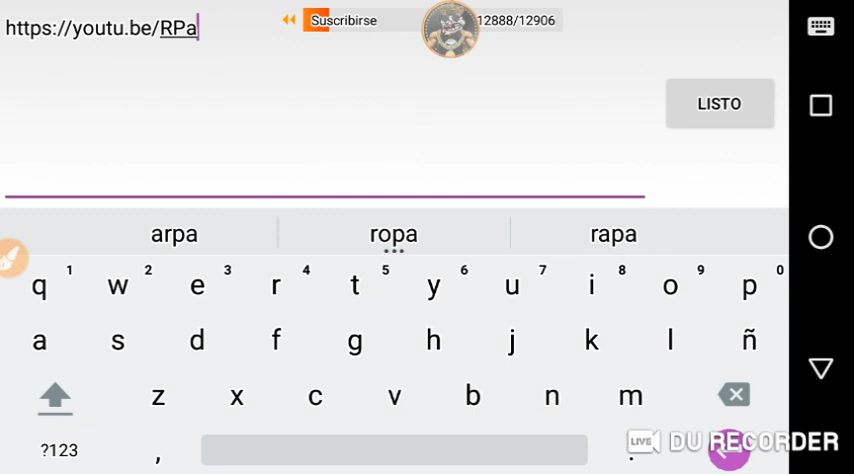 https://youtu.be/RPa
Suscribirse 12888/12906
LISTO
arpa ropa rapa
1 2 3 4 5 6 7 8 9 0
q w e r t y u i o p
a s d f g h j k l ñ
z x c v b n m
?123 , .
LIVE DU RECORDER